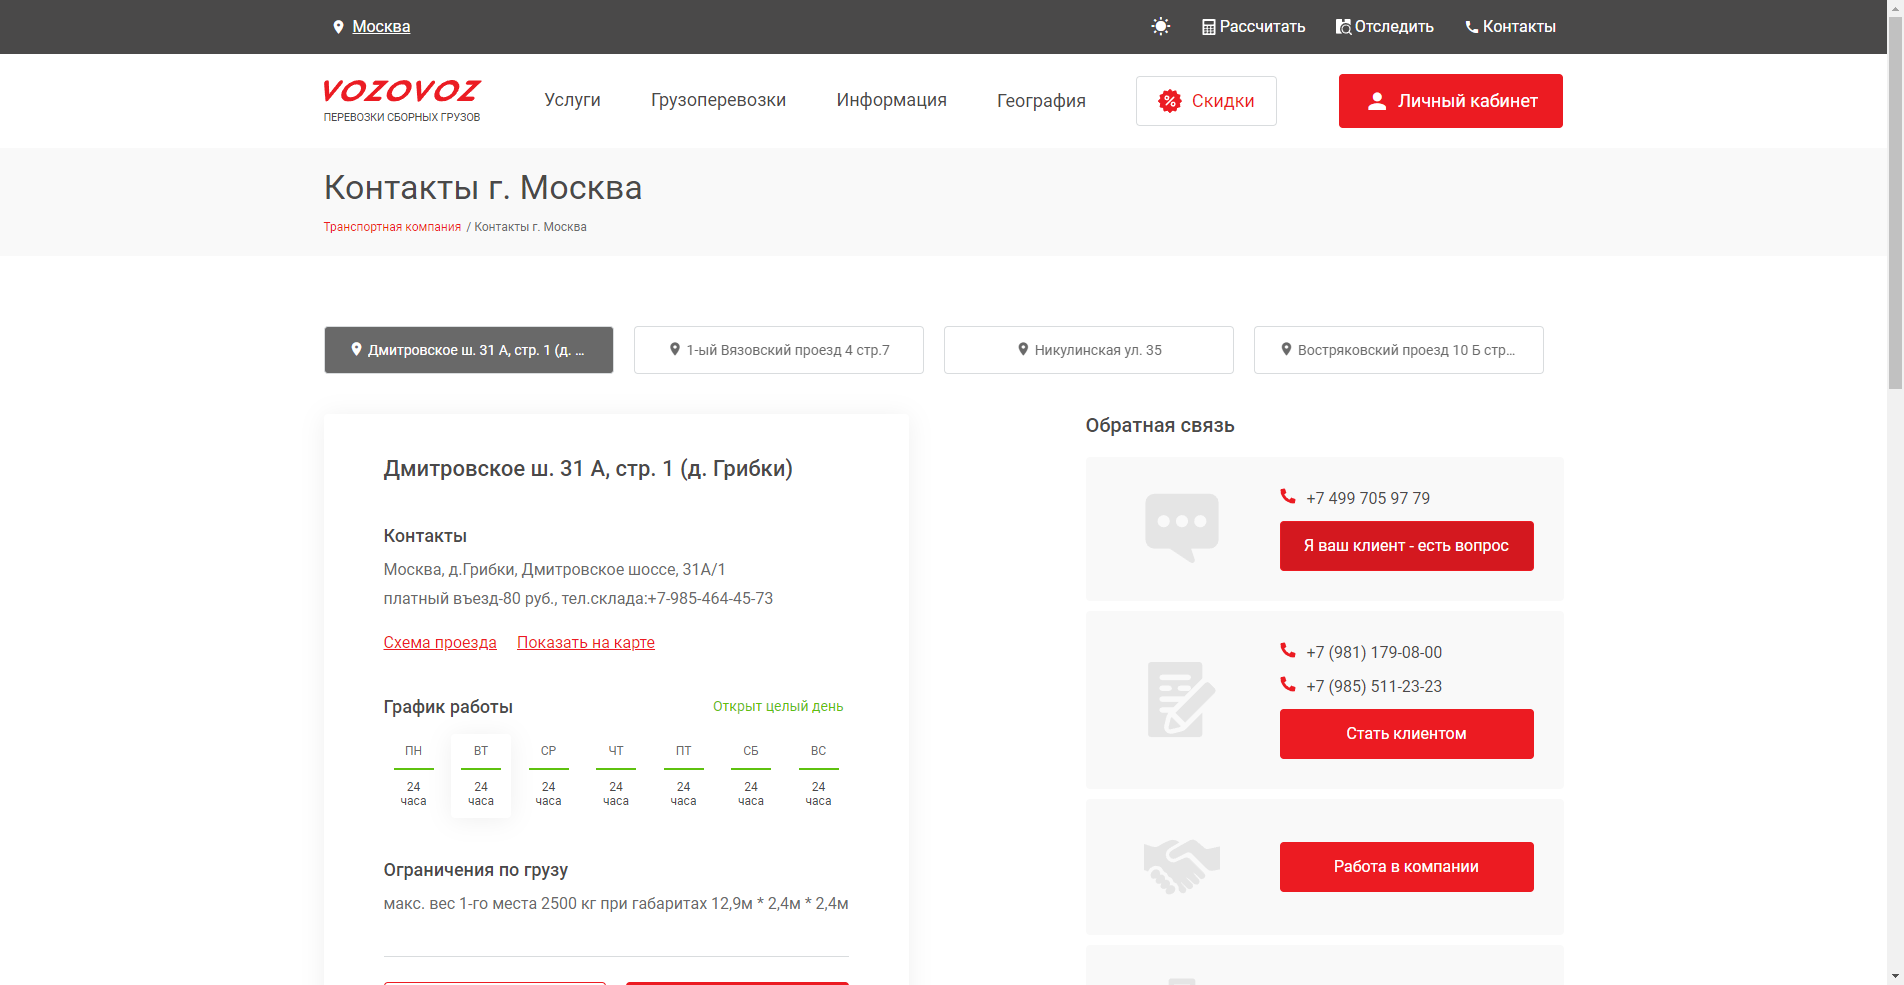 Москва
Рассчитать
Отследить
Контакты
VOZOVOZ
ПЕРЕВОЗКИ СБОРНЫХ ГРУЗОВ
Услуги
Грузоперевозки
Информация
География
Скидки
Личный кабинет
Контакты г. Москва
Транспортная компания / Контакты г. Москва
Дмитровское ш. 31 А, стр. 1 (д. ...
1-ый Вязовский проезд 4 стр.7
Никулинская ул. 35
Востряковский проезд 10 Б стр...
Дмитровское ш. 31 А, стр. 1 (д. Грибки)
Контакты
Москва, д.Грибки, Дмитровское шоссе, 31А/1
платный въезд-80 руб., тел.склада:+7-985-464-45-73
Схема проезда Показать на карте
График работы Открыт целый день
ПН ВТ СР ЧТ ПТ СБ ВС
24 24 24 24 24 24 24
часа часа часа часа часа часа часа
Ограничения по грузу
макс. вес 1-го места 2500 кг при габаритах 12,9м * 2,4м * 2,4м
Обратная связь
+7 499 705 97 79
Я ваш клиент - есть вопрос
+7 (981) 179-08-00
+7 (985) 511-23-23
Стать клиентом
Работа в компании